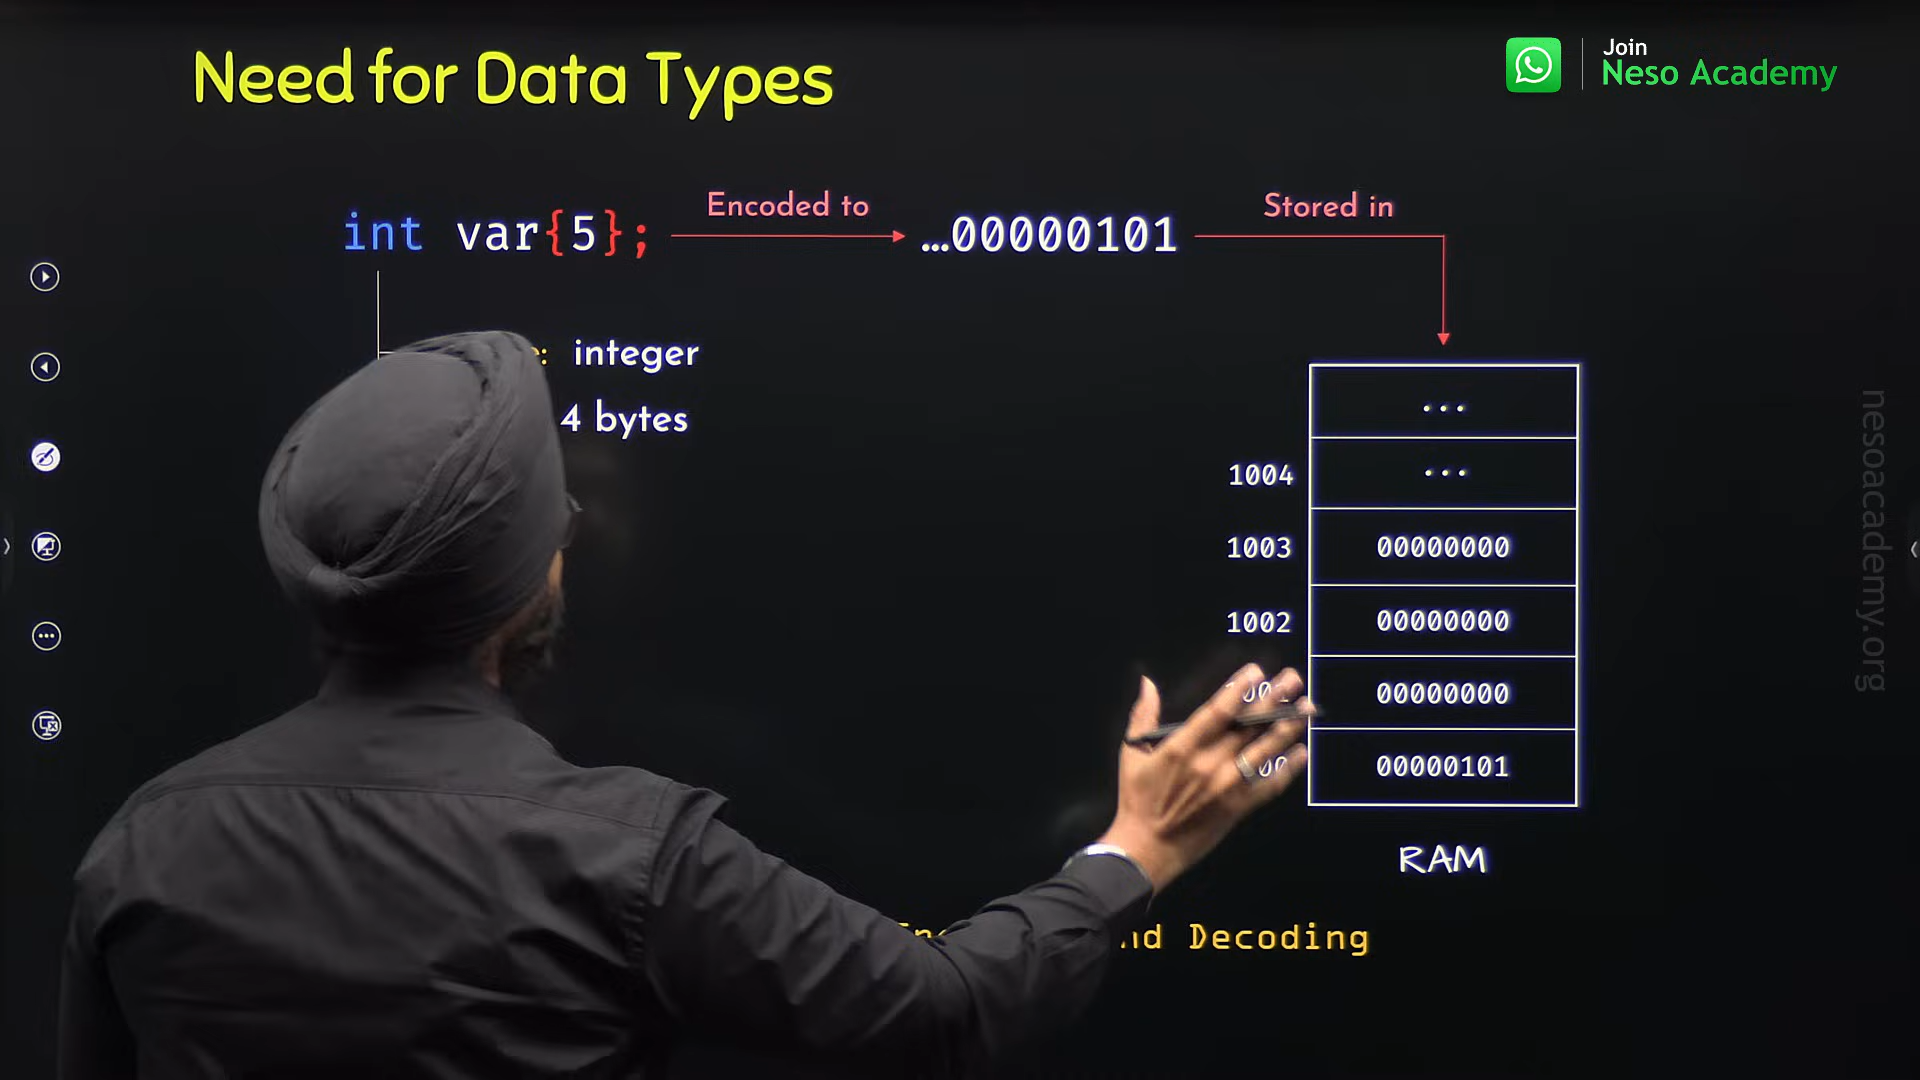 Need for Data Types
Join
Neso Academy
int var{5};
Encoded to
…00000101
Stored in
integer
4 bytes
...
1004 ...
1003 00000000
1002 00000000
00000000
00000101
RAM
Decoding
nesoacademy.org